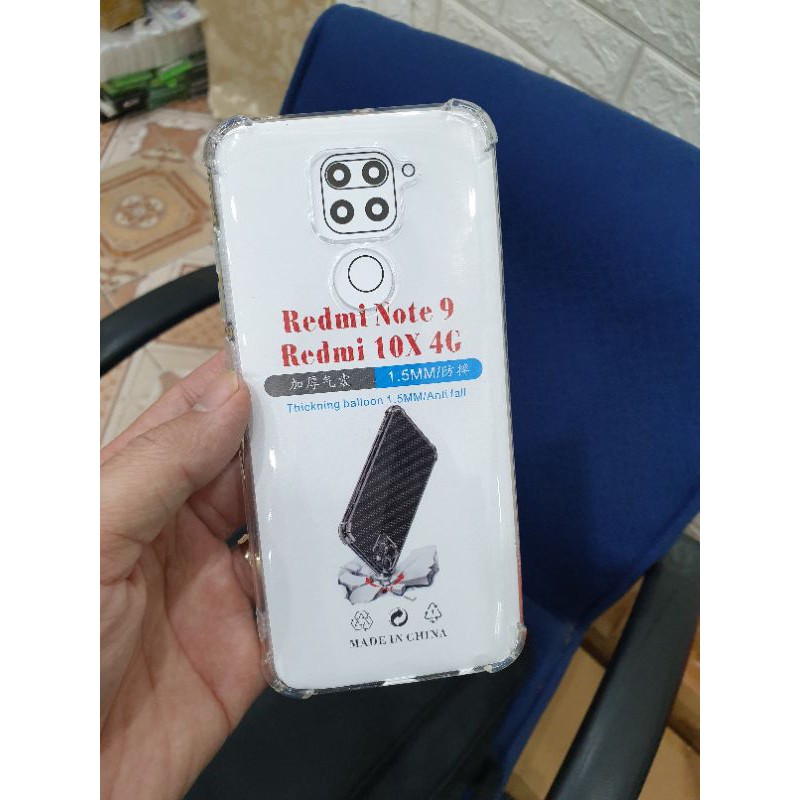 Redmi Note 9
Redmi 10X 4G
加厚气囊 1.5MM/防摔
Thickning balloon 1.5MM/Anti fall
MADE IN CHINA